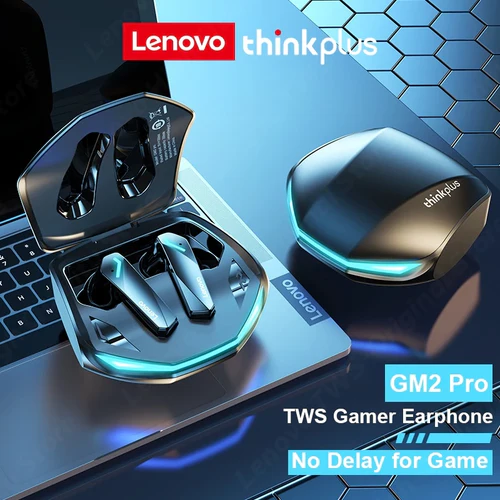 Lenovo thinkplus
thinkplus
Lenovo
GM2 Pro
TWS Gamer Earphone
No Delay for Game